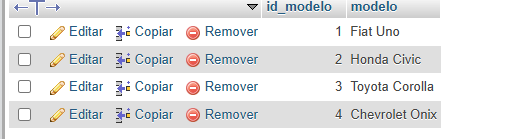 id_modelo modelo
Editar Copiar Remover 1 Fiat Uno
Editar Copiar Remover 2 Honda Civic
Editar Copiar Remover 3 Toyota Corolla
Editar Copiar Remover 4 Chevrolet Onix